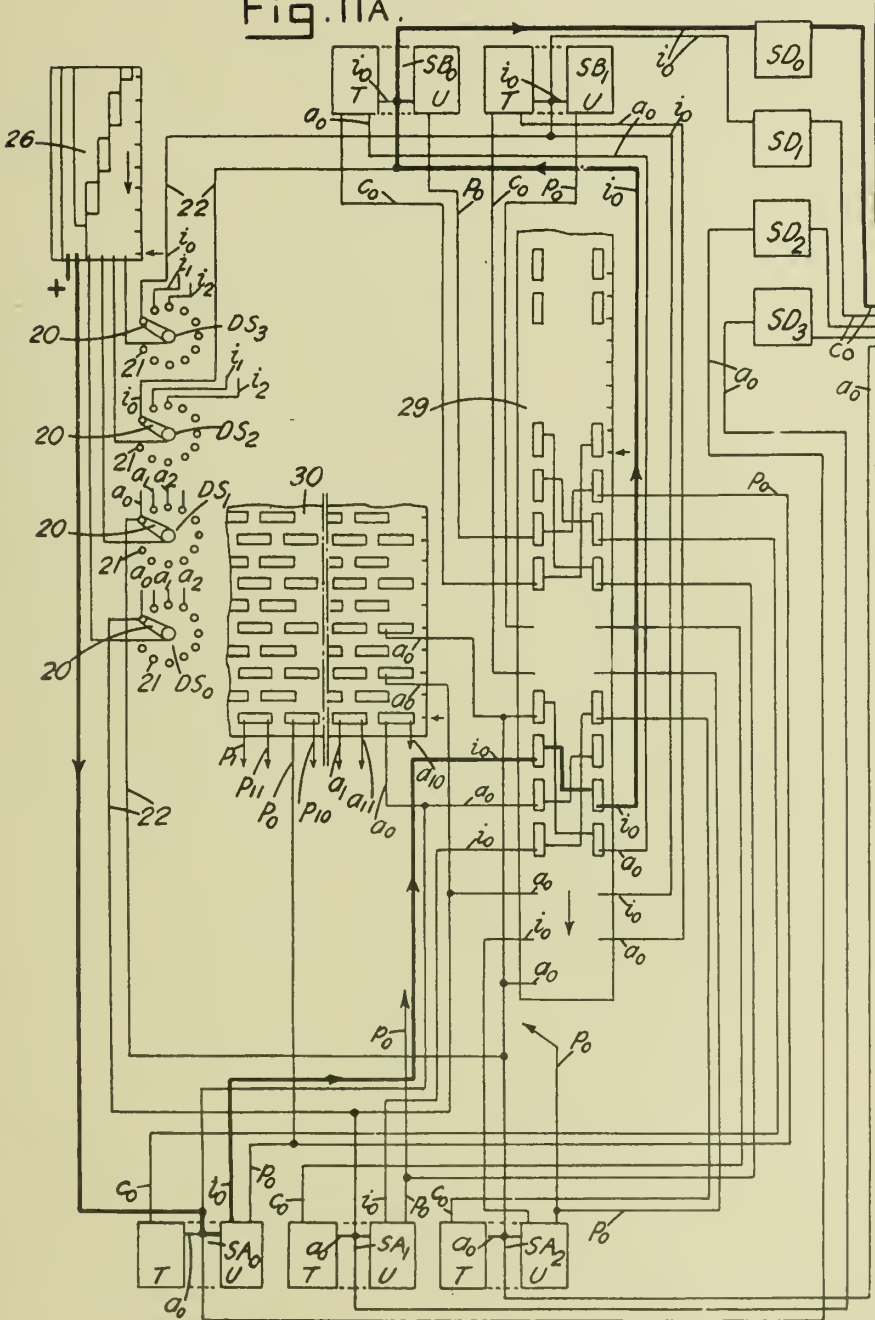 Fig. 11A.
i₀ T SB₀ U
i₀ T SB₁ U
i₀
SD₀
a₀
a₀ i₀
SD₁
26
22
c₀ p₀ c₀ p₀ i₀
SD₂
i₀ i₁ i₂
+
20 DS₃
SD₃
c₀
21
a₀ a₀
i₀ i₁ i₂
29
20 DS₂
21
a₀ a₁ a₂ DS₁
30
p₀
20
21
a₀ a₁ a₂
20
21 DS₀
a₀
a₀
p₁ p₁₁ p₀ p₁₀ a₁ a₁₁ a₀ a₁₀
i₀
22
a₀ i₀
i₀ a₀
a₀ i₀
i₀ a₀
a₀
p₀ p₀
c₀ i₀ p₀ c₀ i₀ p₀ c₀ p₀
T SA₀ U
a₀ T SA₁ U
a₀ T SA₂ U
a₀